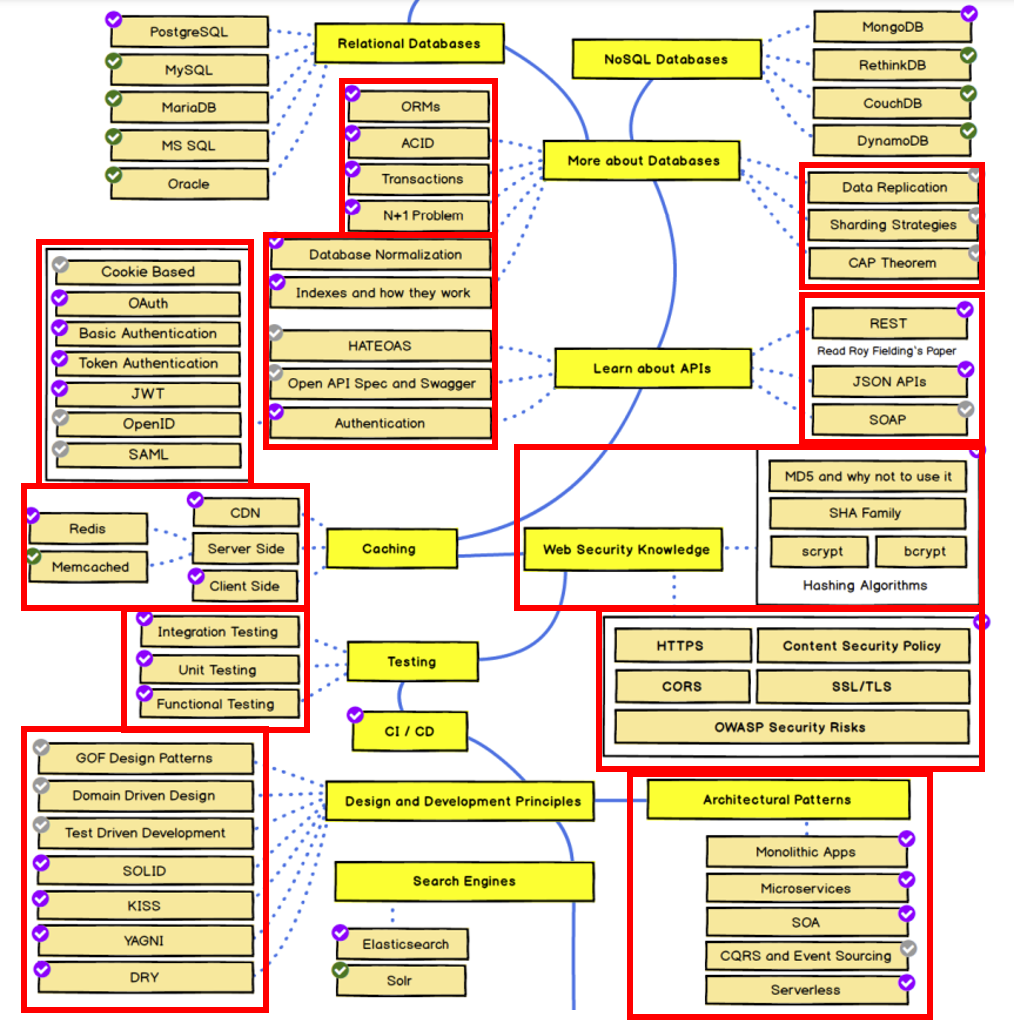 PostgreSQL
MySQL
MariaDB
MS SQL
Oracle
Relational Databases
NoSQL Databases
MongoDB
RethinkDB
CouchDB
DynamoDB
ORMs
ACID
Transactions
N+1 Problem
Database Normalization
Indexes and how they work
More about Databases
Data Replication
Sharding Strategies
CAP Theorem
Cookie Based
OAuth
Basic Authentication
Token Authentication
JWT
OpenID
SAML
HATEOAS
Open API Spec and Swagger
Authentication
Learn about APIs
REST
Read Roy Fielding's Paper
JSON APIs
SOAP
Redis
Memcached
CDN
Server Side
Client Side
Caching
Web Security Knowledge
MD5 and why not to use it
SHA Family
scrypt
bcrypt
Hashing Algorithms
HTTPS
Content Security Policy
CORS
SSL/TLS
OWASP Security Risks
Integration Testing
Unit Testing
Functional Testing
Testing
CI / CD
GOF Design Patterns
Domain Driven Design
Test Driven Development
SOLID
KISS
YAGNI
DRY
Design and Development Principles
Architectural Patterns
Monolithic Apps
Microservices
SOA
CQRS and Event Sourcing
Serverless
Search Engines
Elasticsearch
Solr